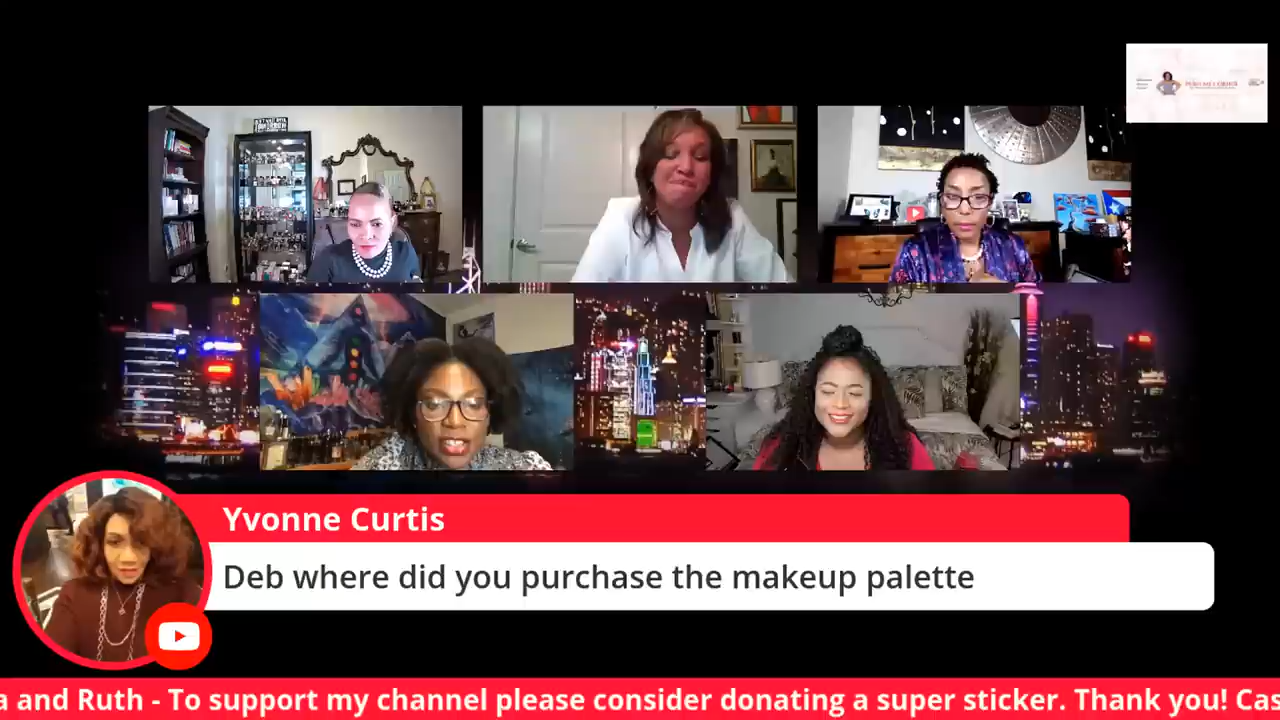 Yvonne Curtis
Deb where did you purchase the makeup palette
a and Ruth - To support my channel please consider donating a super sticker. Thank you! Cas